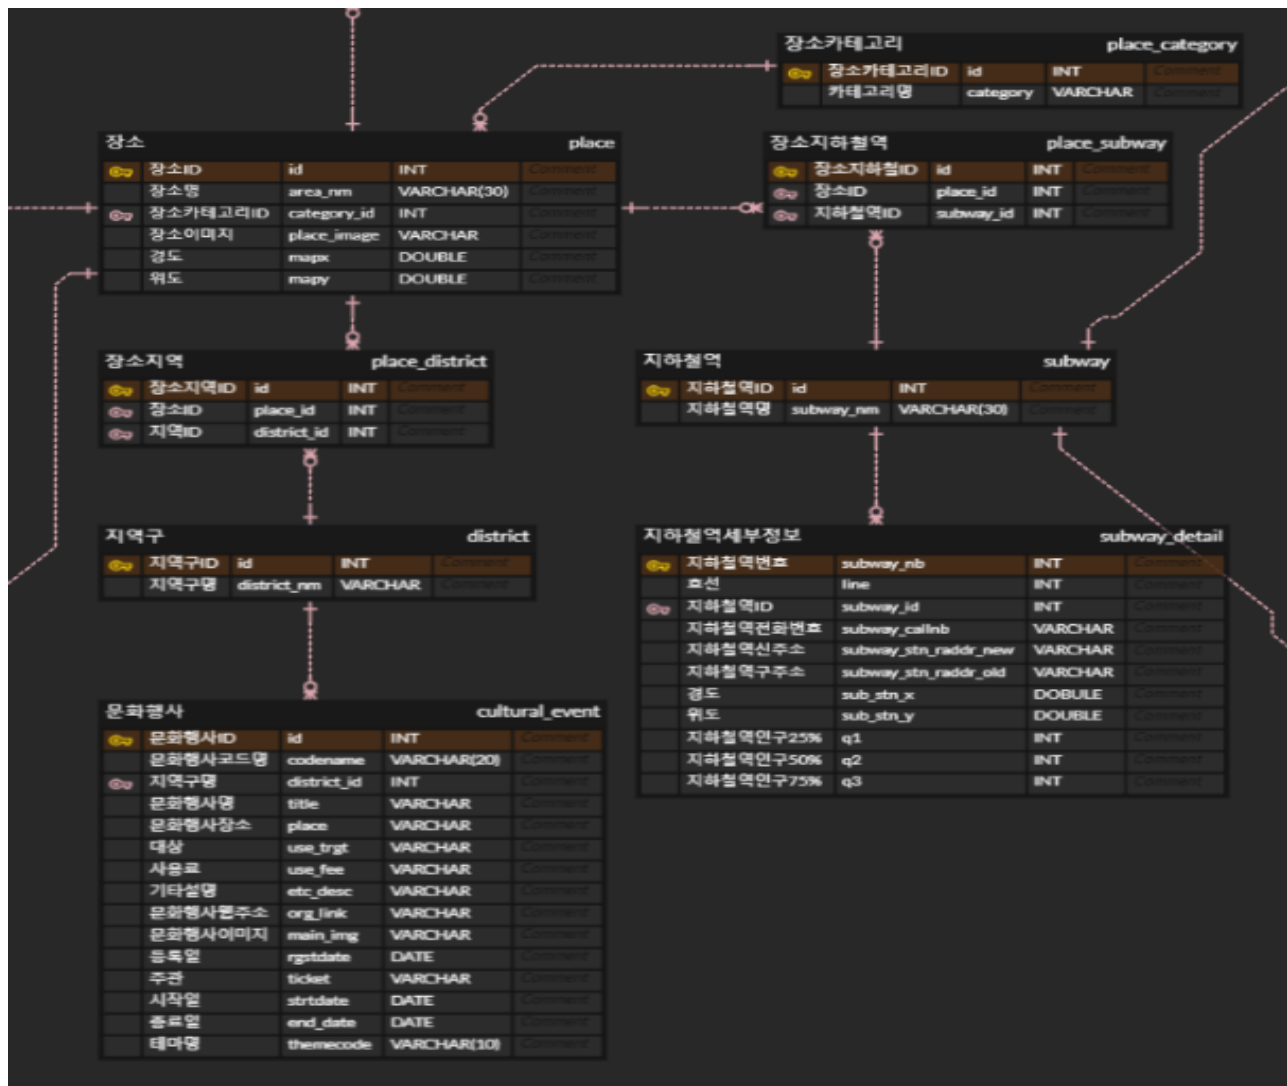 장소카테고리 place_category
장소카테고리ID id INT Comment
카테고리명 category VARCHAR Comment
장소 place
장소ID id INT Comment
장소명 area_nm VARCHAR(30) Comment
장소카테고리ID category_id INT Comment
장소이미지 place_image VARCHAR Comment
경도 mapx DOUBLE Comment
위도 mapy DOUBLE Comment
장소지하철역 place_subway
장소지하철ID id INT Comment
장소ID place_id INT Comment
지하철역ID subway_id INT Comment
장소지역 place_district
장소지역ID id INT Comment
장소ID place_id INT Comment
지역ID district_id INT Comment
지하철역 subway
지하철역ID id INT Comment
지하철역명 subway_nm VARCHAR(30) Comment
지역구 district
지역구ID id INT Comment
지역구명 district_nm VARCHAR Comment
지하철역세부정보 subway_detail
지하철역번호 subway_nb INT Comment
호선 line INT Comment
지하철역ID subway_id INT Comment
지하철역전화번호 subway_callnb VARCHAR Comment
지하철역신주소 subway_stn_raddr_new VARCHAR Comment
지하철역구주소 subway_stn_raddr_old VARCHAR Comment
경도 sub_stn_x DOBULE Comment
위도 sub_stn_y DOUBLE Comment
지하철역인구25% q1 INT Comment
지하철역인구50% q2 INT Comment
지하철역인구75% q3 INT Comment
문화행사 cultural_event
문화행사ID id INT Comment
문화행사코드명 codename VARCHAR(20) Comment
지역구명 district_id INT Comment
문화행사명 title VARCHAR Comment
문화행사장소 place VARCHAR Comment
대상 use_trgt VARCHAR Comment
사용료 use_fee VARCHAR Comment
기타설명 etc_desc VARCHAR Comment
문화행사웹주소 org_link VARCHAR Comment
문화행사이미지 main_img VARCHAR Comment
등록일 rgstdate DATE Comment
주관 ticket VARCHAR Comment
시작일 strtdate DATE Comment
종료일 end_date DATE Comment
테마명 themecode VARCHAR(10) Comment